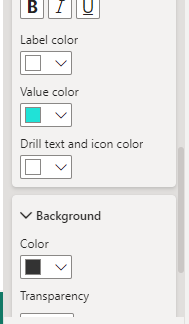 B I U
Label color
Value color
Drill text and icon color
Background
Color
Transparency